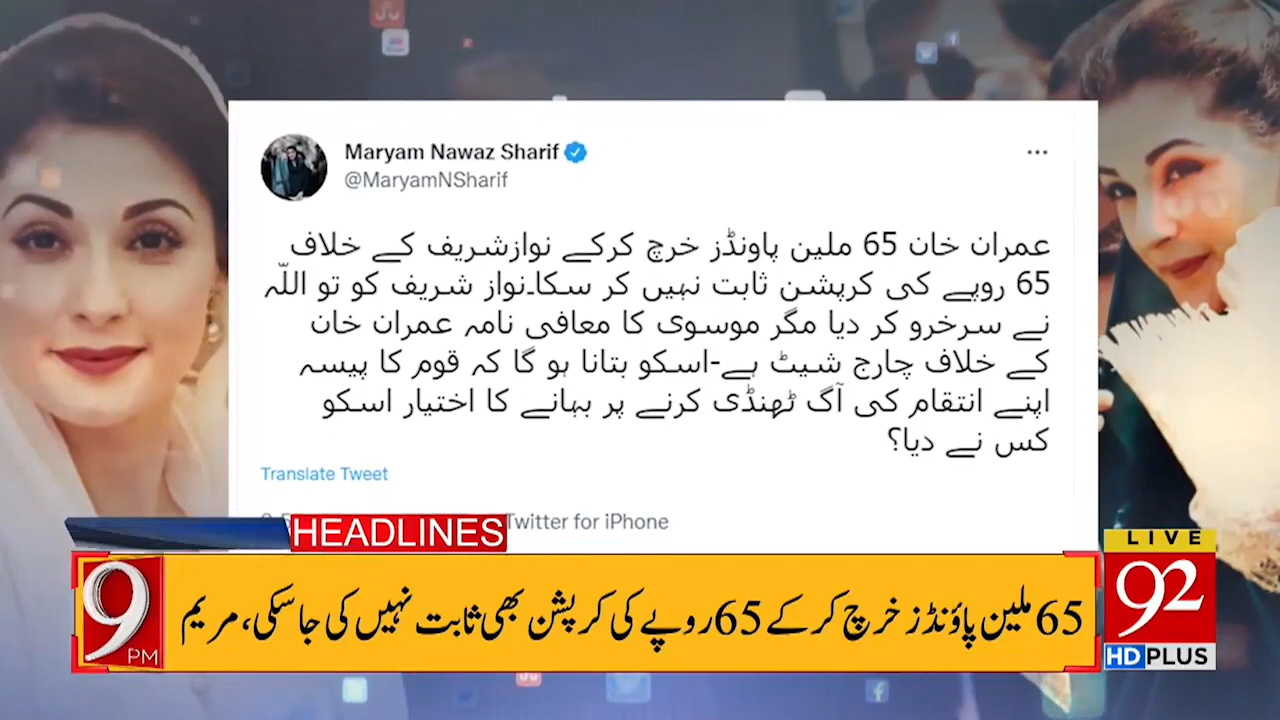 Maryam Nawaz Sharif
@MaryamNSharif
عمران خان 65 ملین پاونڈز خرچ کرکے نوازشریف کے خلاف
65 روپے کی کرپشن ثابت نہیں کر سکا۔نواز شریف کو تو اللّہ
نے سرخرو کر دیا مگر موسوی کا معافی نامہ عمران خان
کے خلاف چارج شیٹ ہے-اسکو بتانا ہو گا کہ قوم کا پیسہ
اپنے انتقام کی آگ ٹھنڈی کرنے پر بہانے کا اختیار اسکو
کس نے دیا؟
Translate Tweet
Twitter for iPhone
HEADLINES
9 PM
65 ملین پاؤنڈز خرچ کر کے 65 روپے کی کرپشن بھی ثابت نہیں کی جا سکی، مریم
LIVE
92
HD PLUS